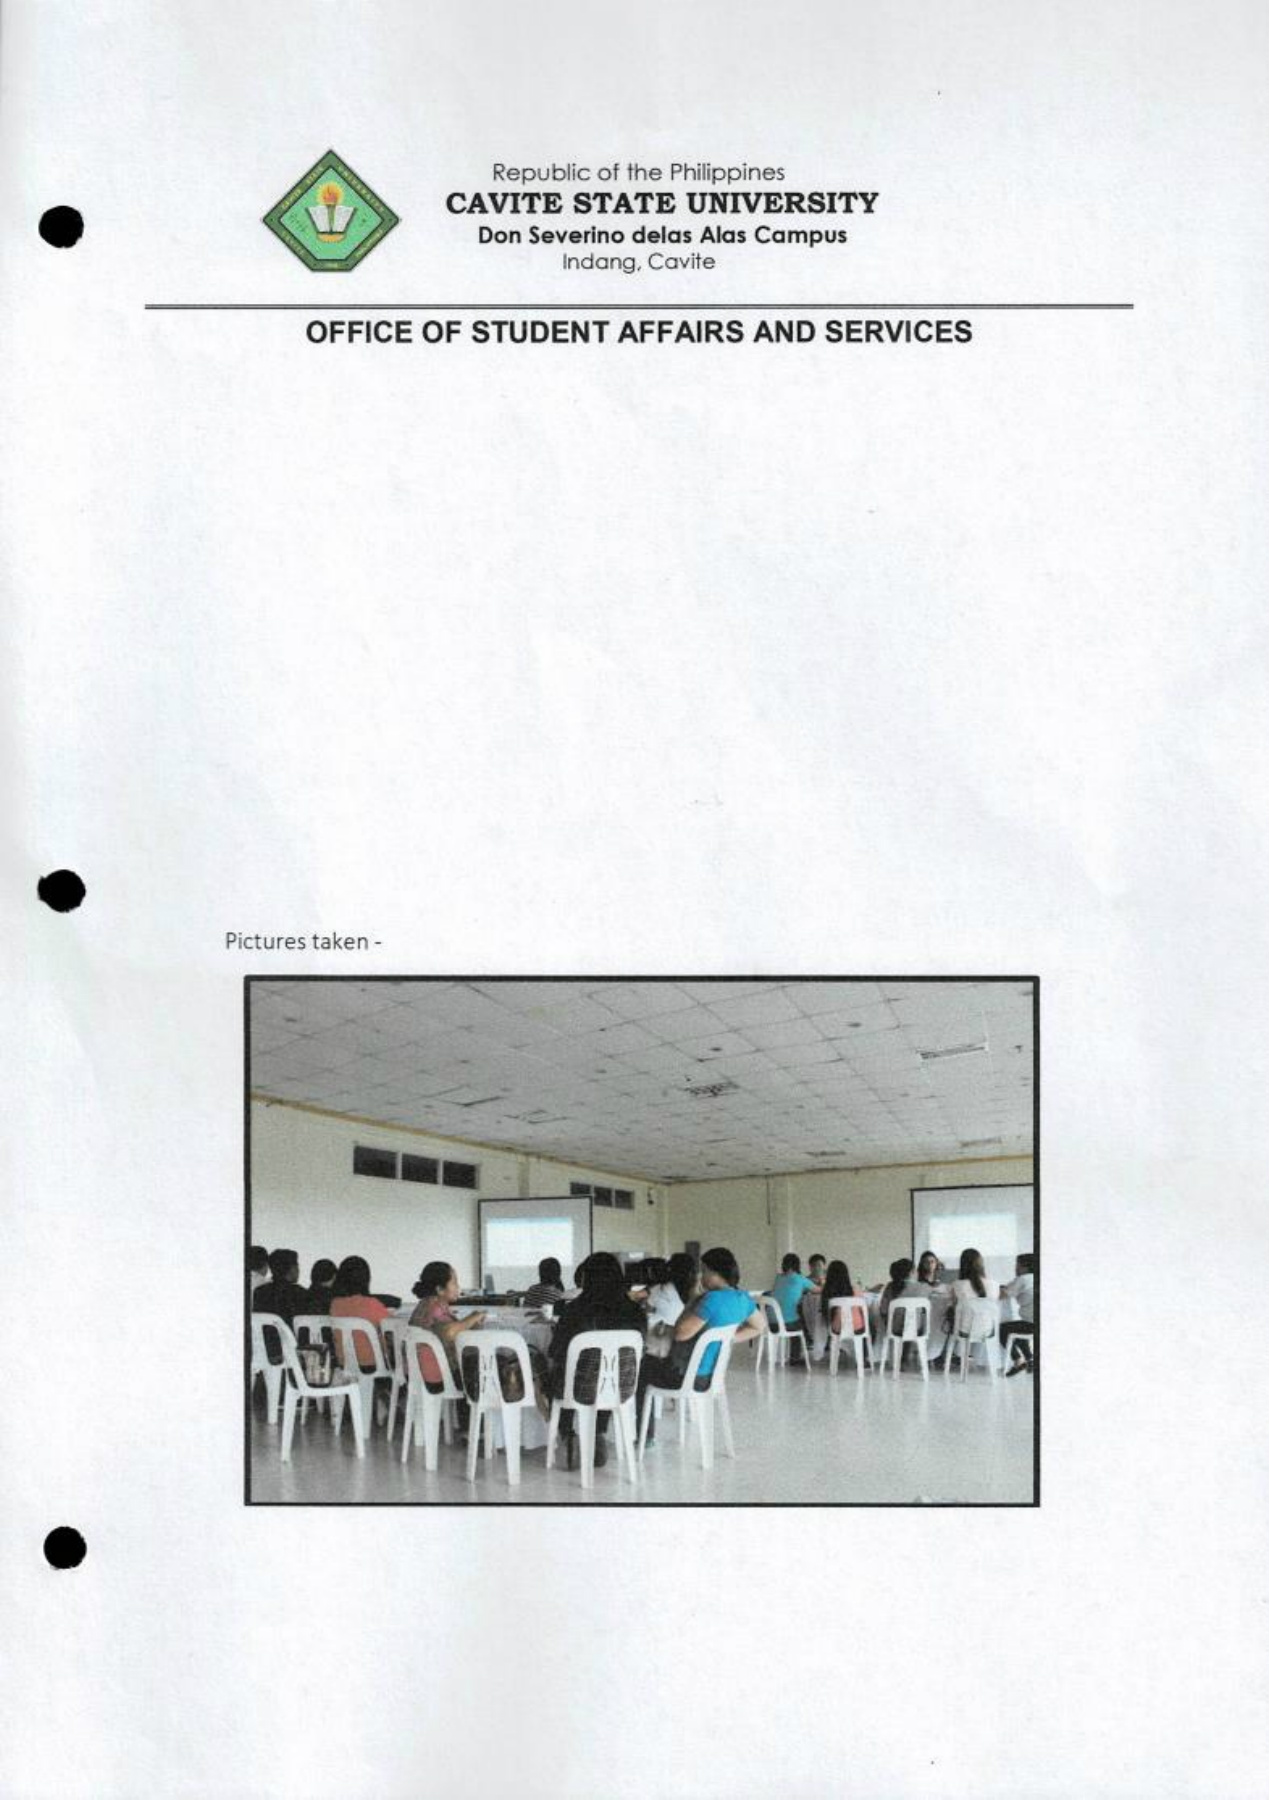 Republic of the Philippines
CAVITE STATE UNIVERSITY
Don Severino delas Alas Campus
Indang, Cavite
OFFICE OF STUDENT AFFAIRS AND SERVICES
Pictures taken -